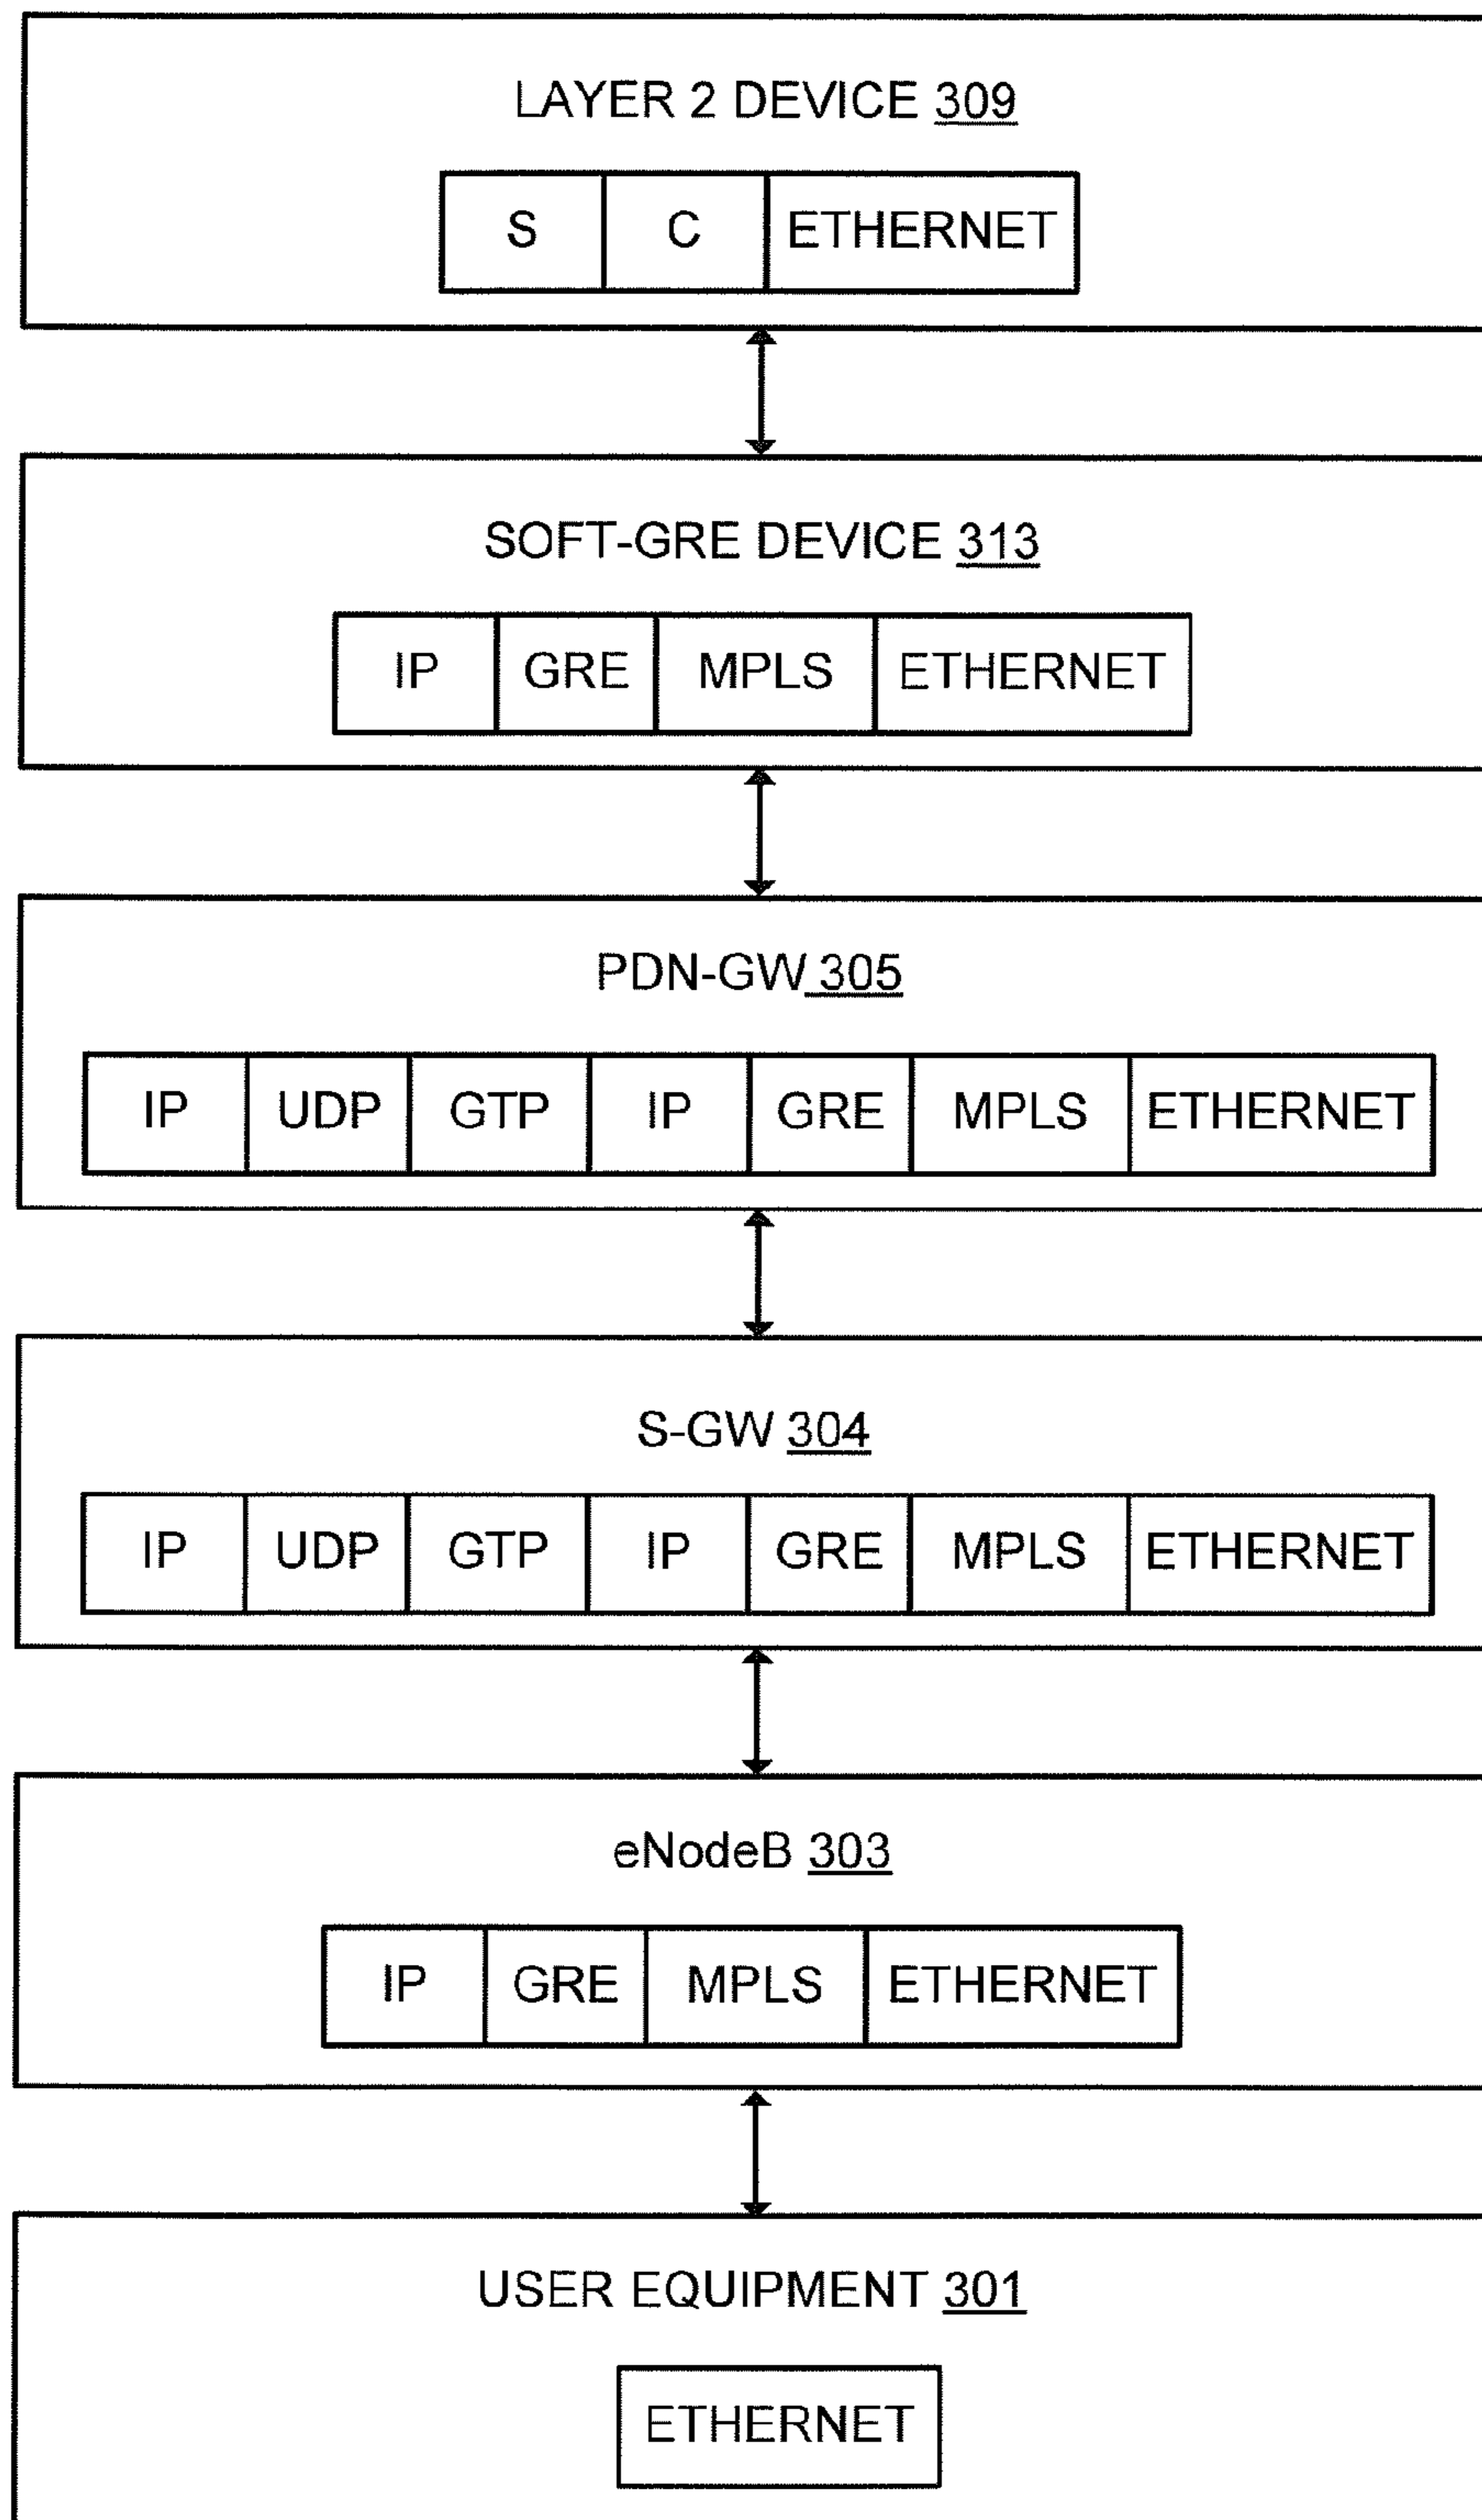 LAYER 2 DEVICE 309
S C ETHERNET
SOFT-GRE DEVICE 313
IP GRE MPLS ETHERNET
PDN-GW 305
IP UDP GTP IP GRE MPLS ETHERNET
S-GW 304
IP UDP GTP IP GRE MPLS ETHERNET
eNodeB 303
IP GRE MPLS ETHERNET
USER EQUIPMENT 301
ETHERNET